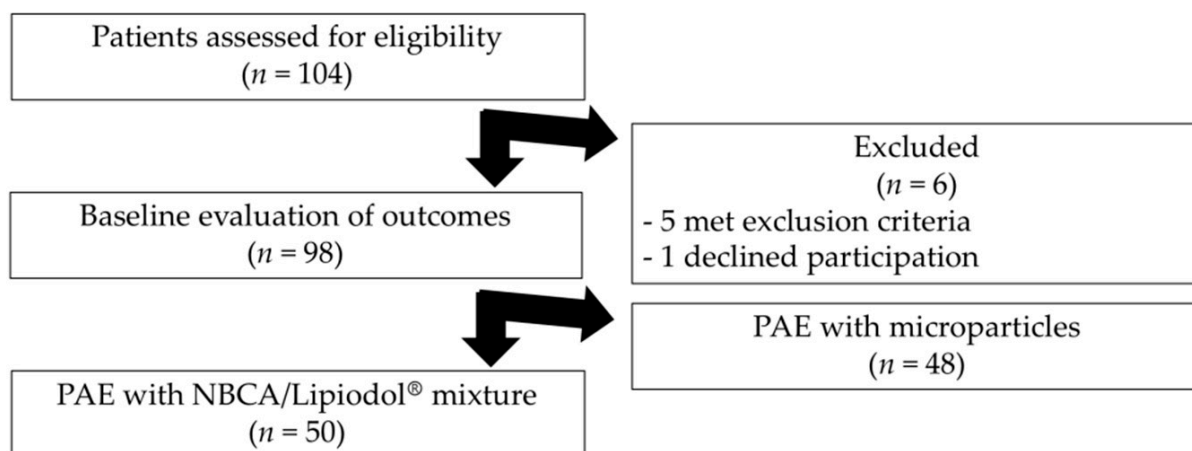 Patients assessed for eligibility
(n = 104)
Excluded
(n = 6)
- 5 met exclusion criteria
- 1 declined participation
Baseline evaluation of outcomes
(n = 98)
PAE with microparticles
(n = 48)
PAE with NBCA/Lipiodol® mixture
(n = 50)